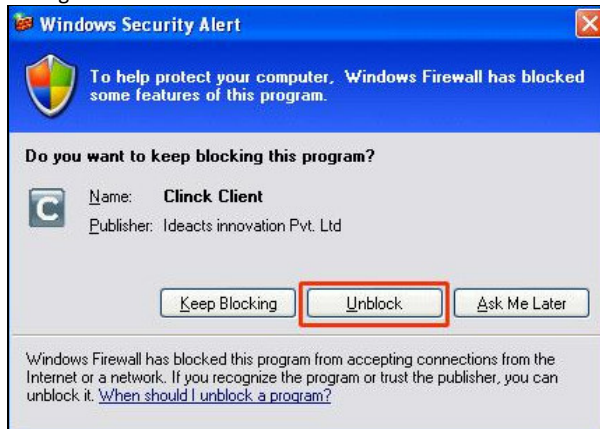 Windows Security Alert
To help protect your computer, Windows Firewall has blocked
some features of this program.
Do you want to keep blocking this program?
C
Name: Clinck Client
Publisher: Ideacts innovation Pvt. Ltd
Keep Blocking Unblock Ask Me Later
Windows Firewall has blocked this program from accepting connections from the
Internet or a network. If you recognize the program or trust the publisher, you can
unblock it. When should I unblock a program?